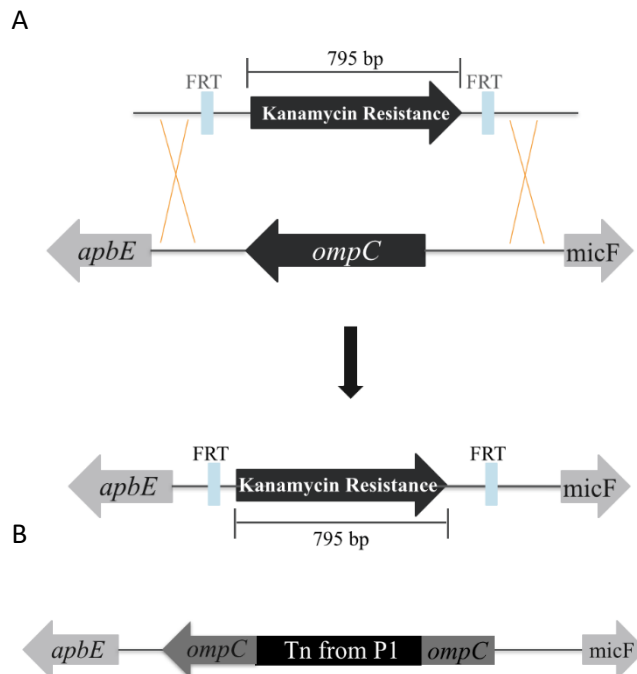 A
795 bp
FRT FRT
Kanamycin Resistance
apbE ompC micF
FRT FRT
apbE Kanamycin Resistance micF
795 bp
B
apbE ompC Tn from P1 ompC micF